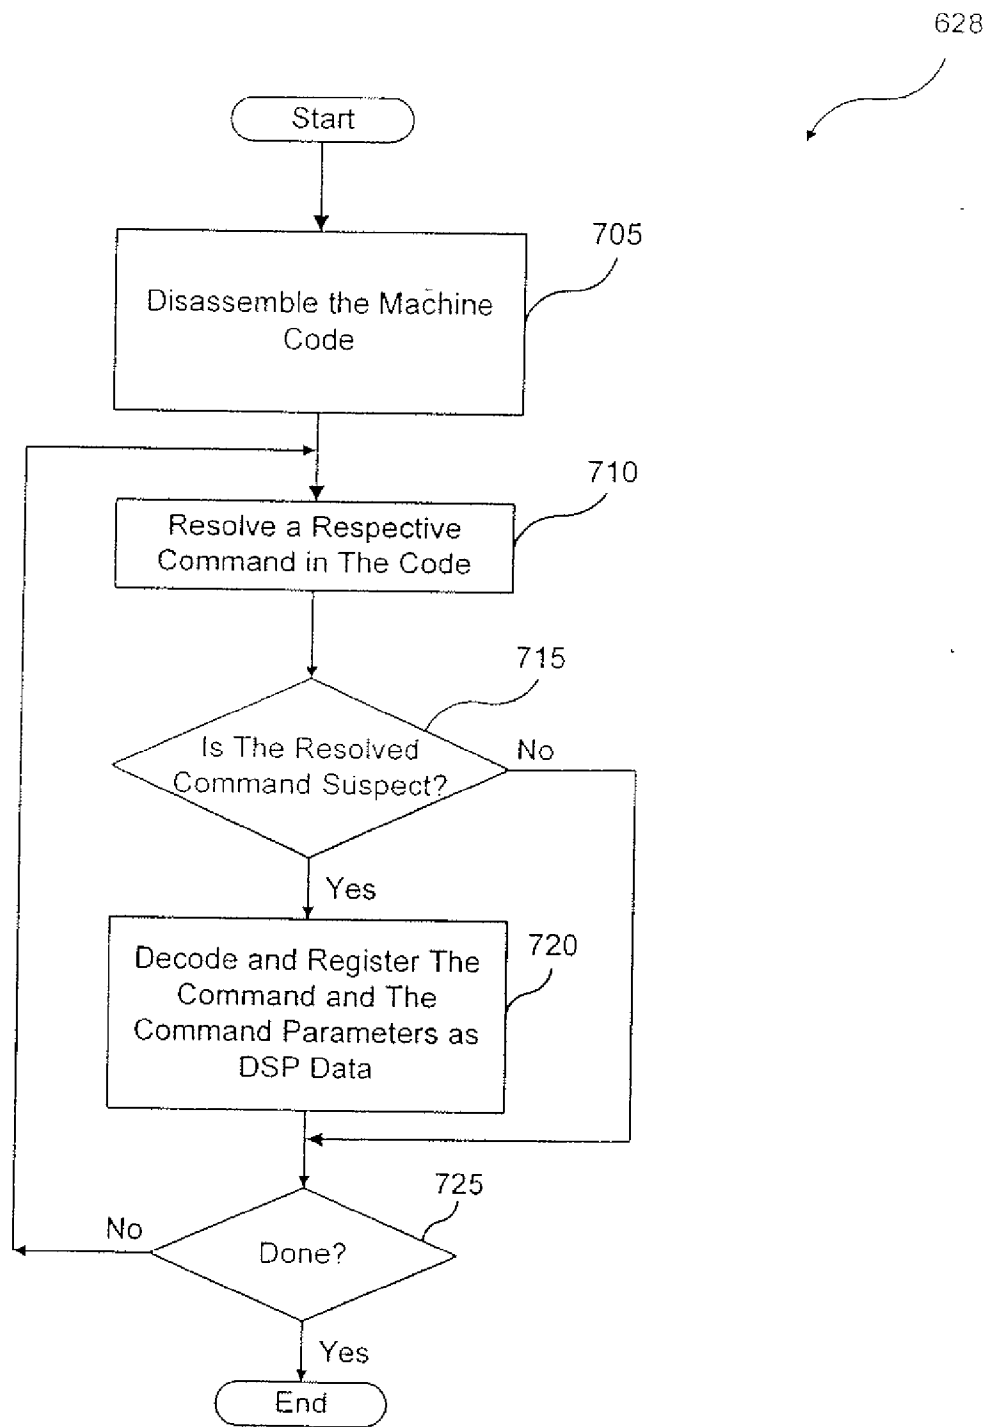 628
Start
705
Disassemble the Machine
Code
710
Resolve a Respective
Command in The Code
715
Is The Resolved
Command Suspect?
No
Yes
720
Decode and Register The
Command and The
Command Parameters as
DSP Data
725
No
Done?
Yes
End